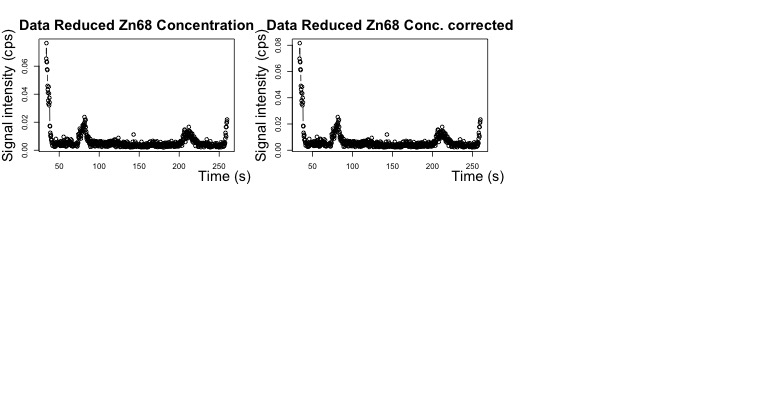 Data Reduced Zn68 Concentration
Signal intensity (cps)
0.00 0.02 0.04 0.06
50 100 150 200 250
Time (s)
Data Reduced Zn68 Conc. corrected
Signal intensity (cps)
0.00 0.02 0.04 0.06 0.08
50 100 150 200 250
Time (s)